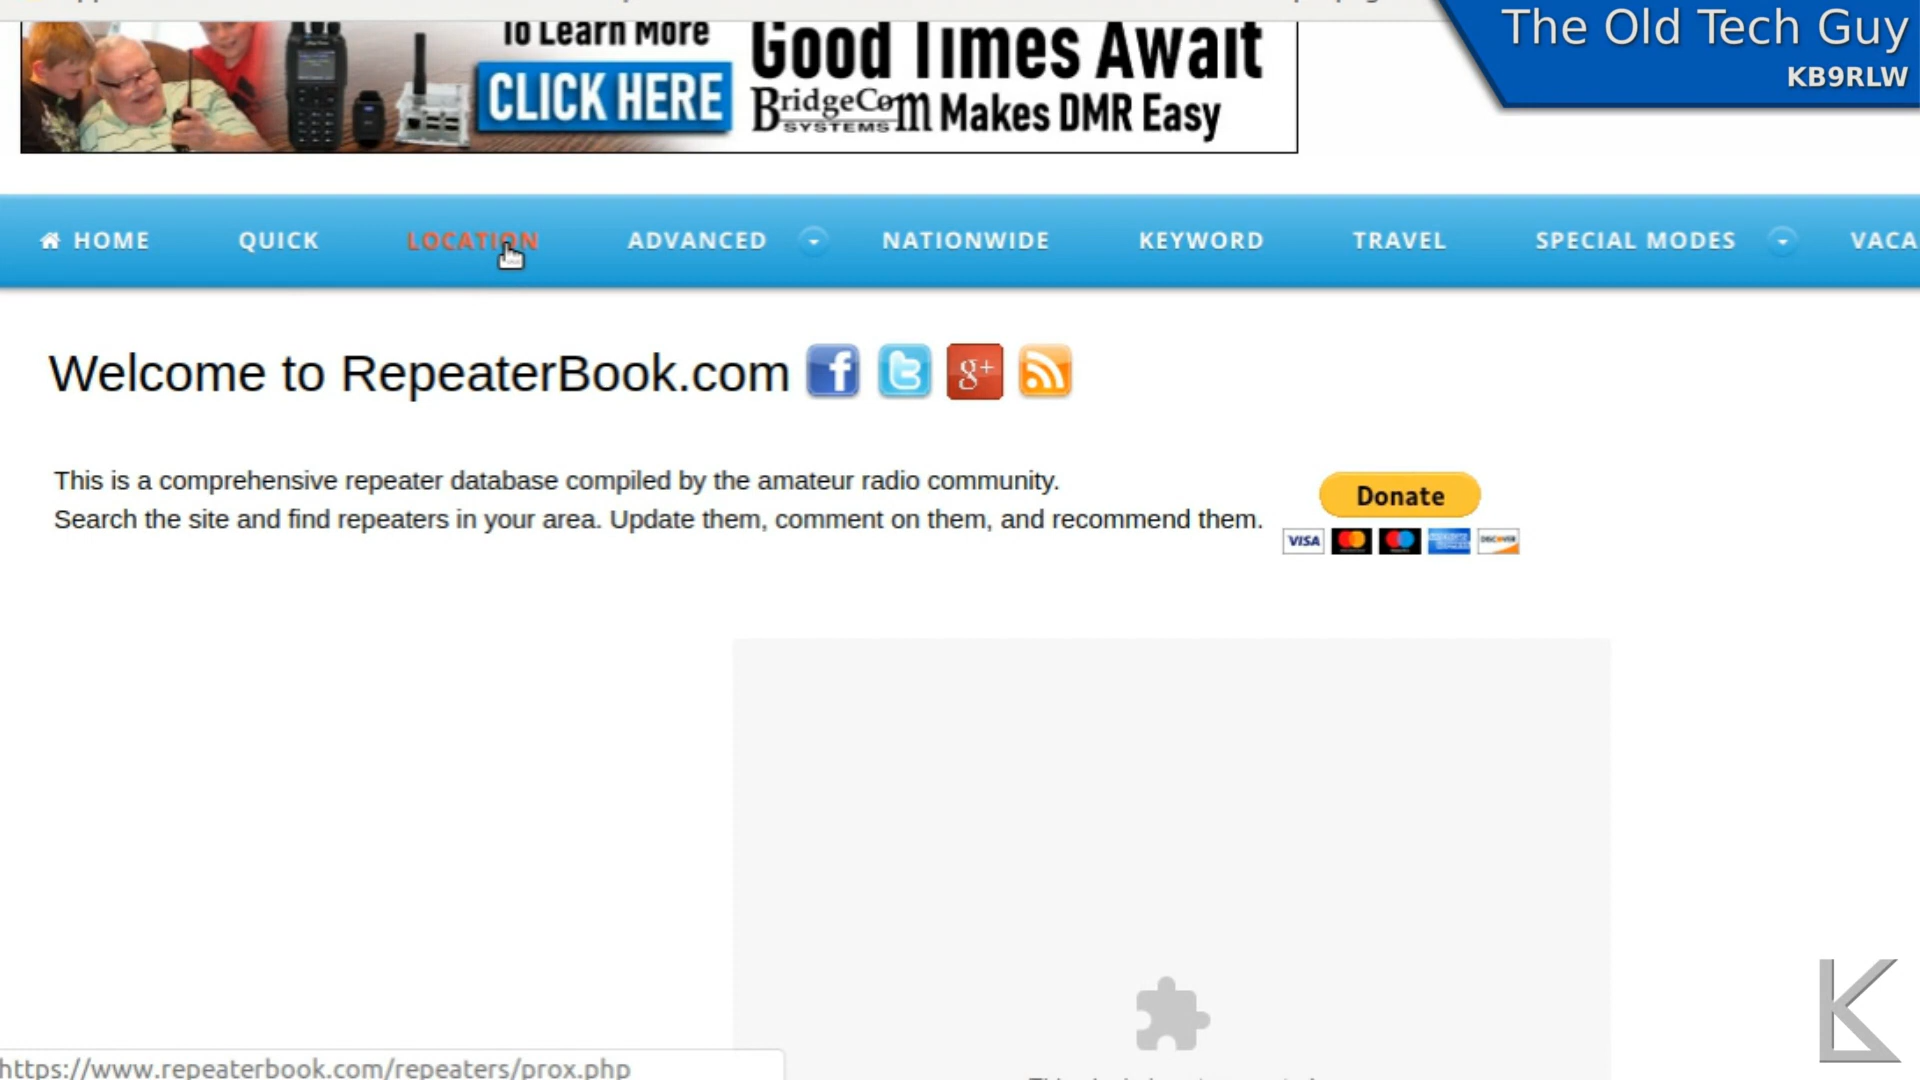 The Old Tech Guy
KB9RLW
To Learn More
CLICK HERE
Good Times Await
BridgeCom
SYSTEMS
Makes DMR Easy
HOME
QUICK
LOCATION
ADVANCED
NATIONWIDE
KEYWORD
TRAVEL
SPECIAL MODES
VACA
Welcome to RepeaterBook.com
f
t
g+
This is a comprehensive repeater database compiled by the amateur radio community.
Search the site and find repeaters in your area. Update them, comment on them, and recommend them.
Donate
VISA
DISCOVER
K
https://www.repeaterbook.com/repeaters/prox.php